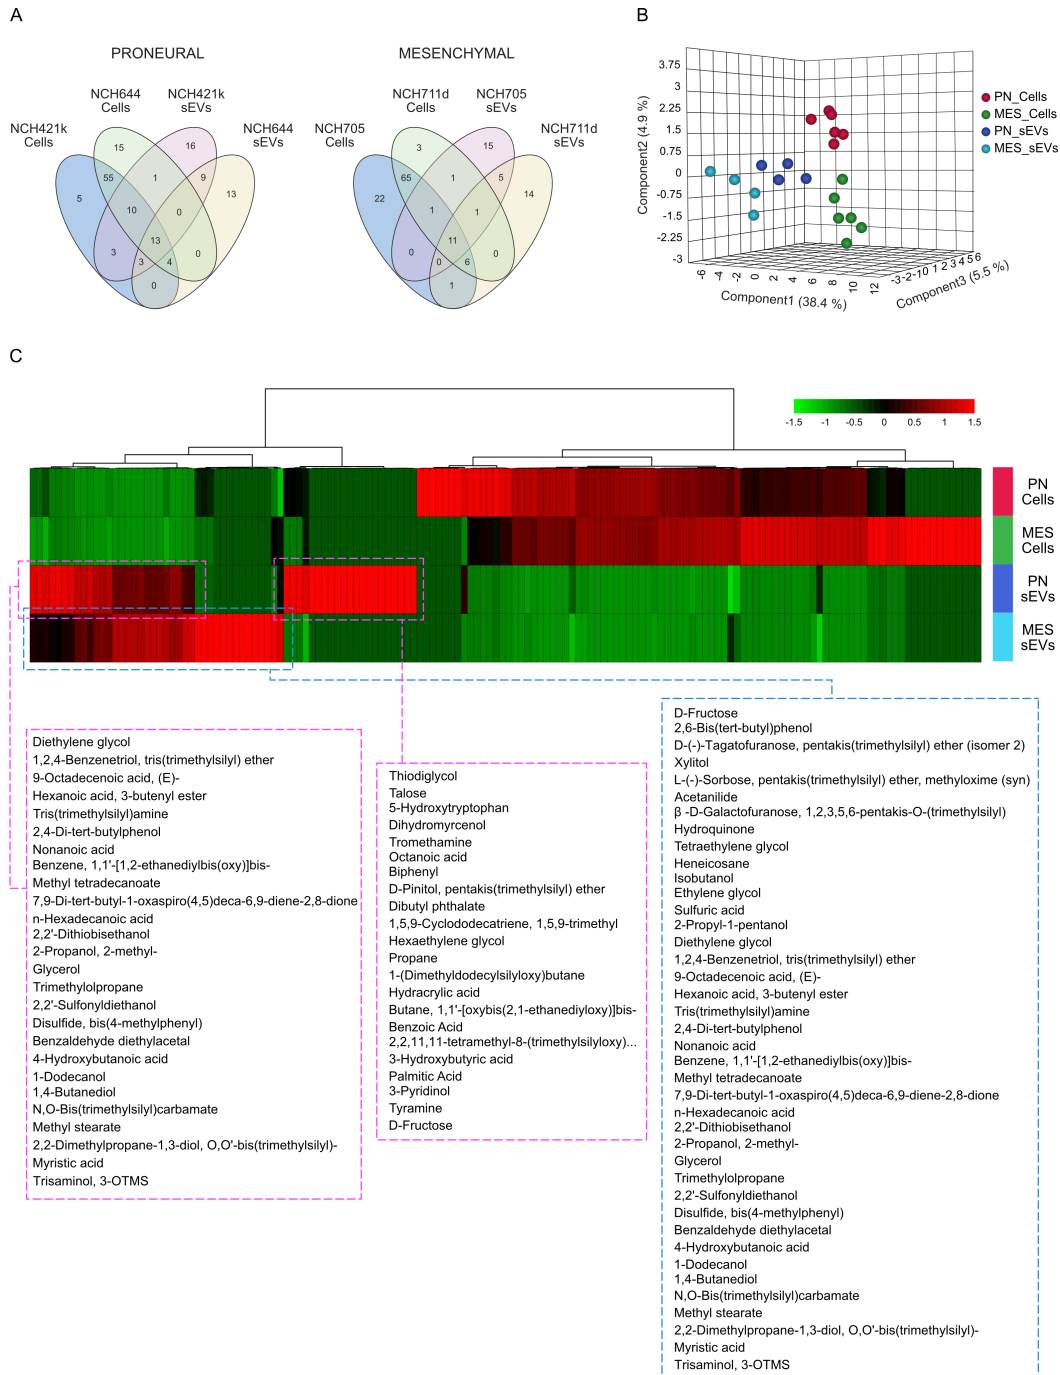 A
PRONEURAL
NCH421k
Cells
NCH644
Cells
NCH421k
sEVs
NCH644
sEVs
15
16
55
1
9
5
13
10
0
13
3
3
4
0
0
MESENCHYMAL
NCH705
Cells
NCH711d
Cells
NCH705
sEVs
NCH711d
sEVs
3
15
65
1
5
22
14
1
1
11
0
0
6
0
1
B
Component2 (4.9 %)
3.75
3
2.25
1.5
0.75
0
-0.75
-1.5
-2.25
-3
-6
-4
-2
0
2
4
6
8
10
12
Component1 (38.4 %)
-3
-2
-1
0
1
2
3
4
5
6
Component3 (5.5 %)
PN_Cells
MES_Cells
PN_sEVs
MES_sEVs
C
-1.5
-1
-0.5
0
0.5
1
1.5
PN
Cells
MES
Cells
PN
sEVs
MES
sEVs
Diethylene glycol
1,2,4-Benzenetriol, tris(trimethylsilyl) ether
9-Octadecenoic acid, (E)-
Hexanoic acid, 3-butenyl ester
Tris(trimethylsilyl)amine
2,4-Di-tert-butylphenol
Nonanoic acid
Benzene, 1,1'-[1,2-ethanediylbis(oxy)]bis-
Methyl tetradecanoate
7,9-Di-tert-butyl-1-oxaspiro(4,5)deca-6,9-diene-2,8-dione
n-Hexadecanoic acid
2,2'-Dithiobisethanol
2-Propanol, 2-methyl-
Glycerol
Trimethylolpropane
2,2'-Sulfonyldiethanol
Disulfide, bis(4-methylphenyl)
Benzaldehyde diethylacetal
4-Hydroxybutanoic acid
1-Dodecanol
1,4-Butanediol
N,O-Bis(trimethylsilyl)carbamate
Methyl stearate
2,2-Dimethylpropane-1,3-diol, O,O'-bis(trimethylsilyl)-
Myristic acid
Trisaminol, 3-OTMS
Thiodiglycol
Talose
5-Hydroxytryptophan
Dihydromyrcenol
Tromethamine
Octanoic acid
Biphenyl
D-Pinitol, pentakis(trimethylsilyl) ether
Dibutyl phthalate
1,5,9-Cyclododecatriene, 1,5,9-trimethyl
Hexaethylene glycol
Propane
1-(Dimethyldodecylsilyloxy)butane
Hydracrylic acid
Butane, 1,1'-[oxybis(2,1-ethanediyloxy)]bis-
Benzoic Acid
2,2,11,11-tetramethyl-8-(trimethylsilyloxy)...
3-Hydroxybutyric acid
Palmitic Acid
3-Pyridinol
Tyramine
D-Fructose
D-Fructose
2,6-Bis(tert-butyl)phenol
D-(-)-Tagatofuranose, pentakis(trimethylsilyl) ether (isomer 2)
Xylitol
L-(-)-Sorbose, pentakis(trimethylsilyl) ether, methyloxime (syn)
Acetanilide
β -D-Galactofuranose, 1,2,3,5,6-pentakis-O-(trimethylsilyl)
Hydroquinone
Tetraethylene glycol
Heneicosane
Isobutanol
Ethylene glycol
Sulfuric acid
2-Propyl-1-pentanol
Diethylene glycol
1,2,4-Benzenetriol, tris(trimethylsilyl) ether
9-Octadecenoic acid, (E)-
Hexanoic acid, 3-butenyl ester
Tris(trimethylsilyl)amine
2,4-Di-tert-butylphenol
Nonanoic acid
Benzene, 1,1'-[1,2-ethanediylbis(oxy)]bis-
Methyl tetradecanoate
7,9-Di-tert-butyl-1-oxaspiro(4,5)deca-6,9-diene-2,8-dione
n-Hexadecanoic acid
2,2'-Dithiobisethanol
2-Propanol, 2-methyl-
Glycerol
Trimethylolpropane
2,2'-Sulfonyldiethanol
Disulfide, bis(4-methylphenyl)
Benzaldehyde diethylacetal
4-Hydroxybutanoic acid
1-Dodecanol
1,4-Butanediol
N,O-Bis(trimethylsilyl)carbamate
Methyl stearate
2,2-Dimethylpropane-1,3-diol, O,O'-bis(trimethylsilyl)-
Myristic acid
Trisaminol, 3-OTMS